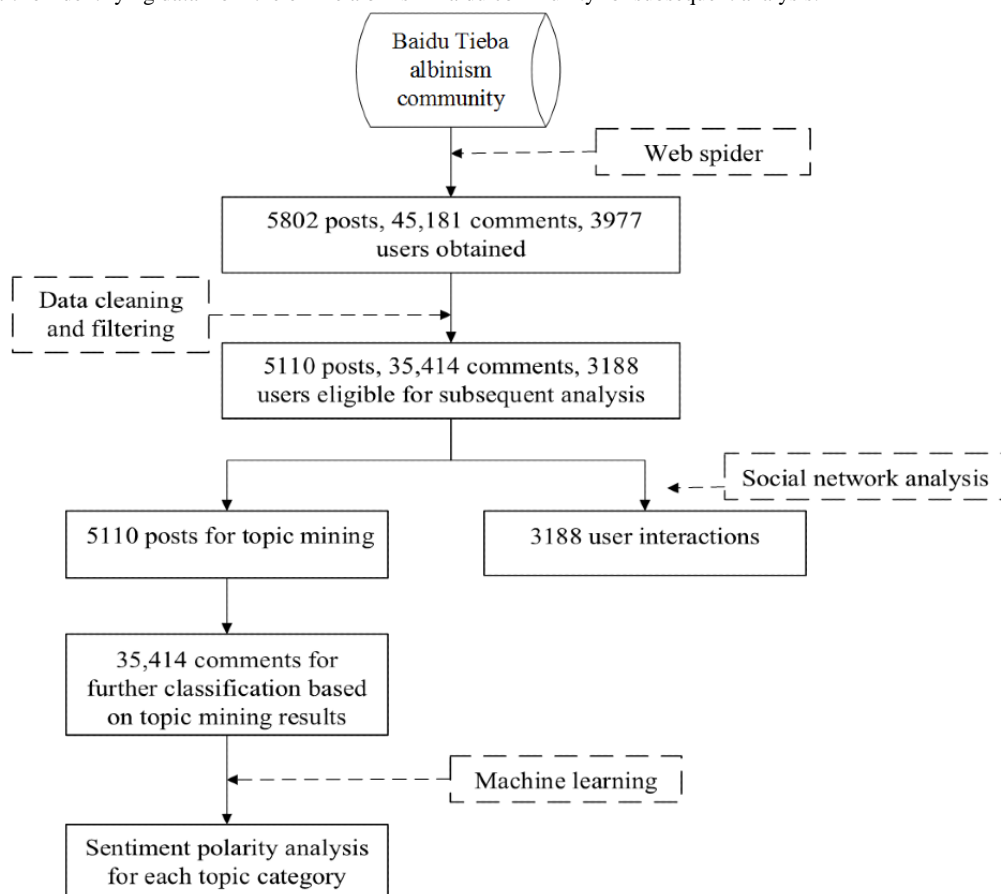 Baidu Tieba
albinism
community
Web spider
5802 posts, 45,181 comments, 3977
users obtained
Data cleaning
and filtering
5110 posts, 35,414 comments, 3188
users eligible for subsequent analysis
Social network analysis
5110 posts for topic mining
3188 user interactions
35,414 comments for
further classification based
on topic mining results
Machine learning
Sentiment polarity analysis
for each topic category